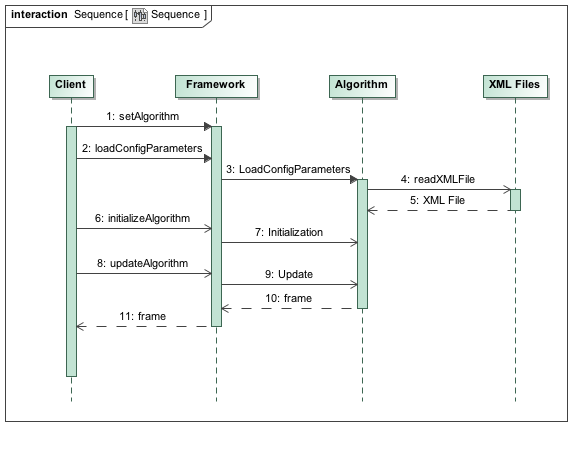 interaction Sequence [ Sequence ]
Client
Framework
Algorithm
XML Files
1: setAlgorithm
2: loadConfigParameters
3: LoadConfigParameters
4: readXMLFile
5: XML File
6: initializeAlgorithm
7: Initialization
8: updateAlgorithm
9: Update
10: frame
11: frame